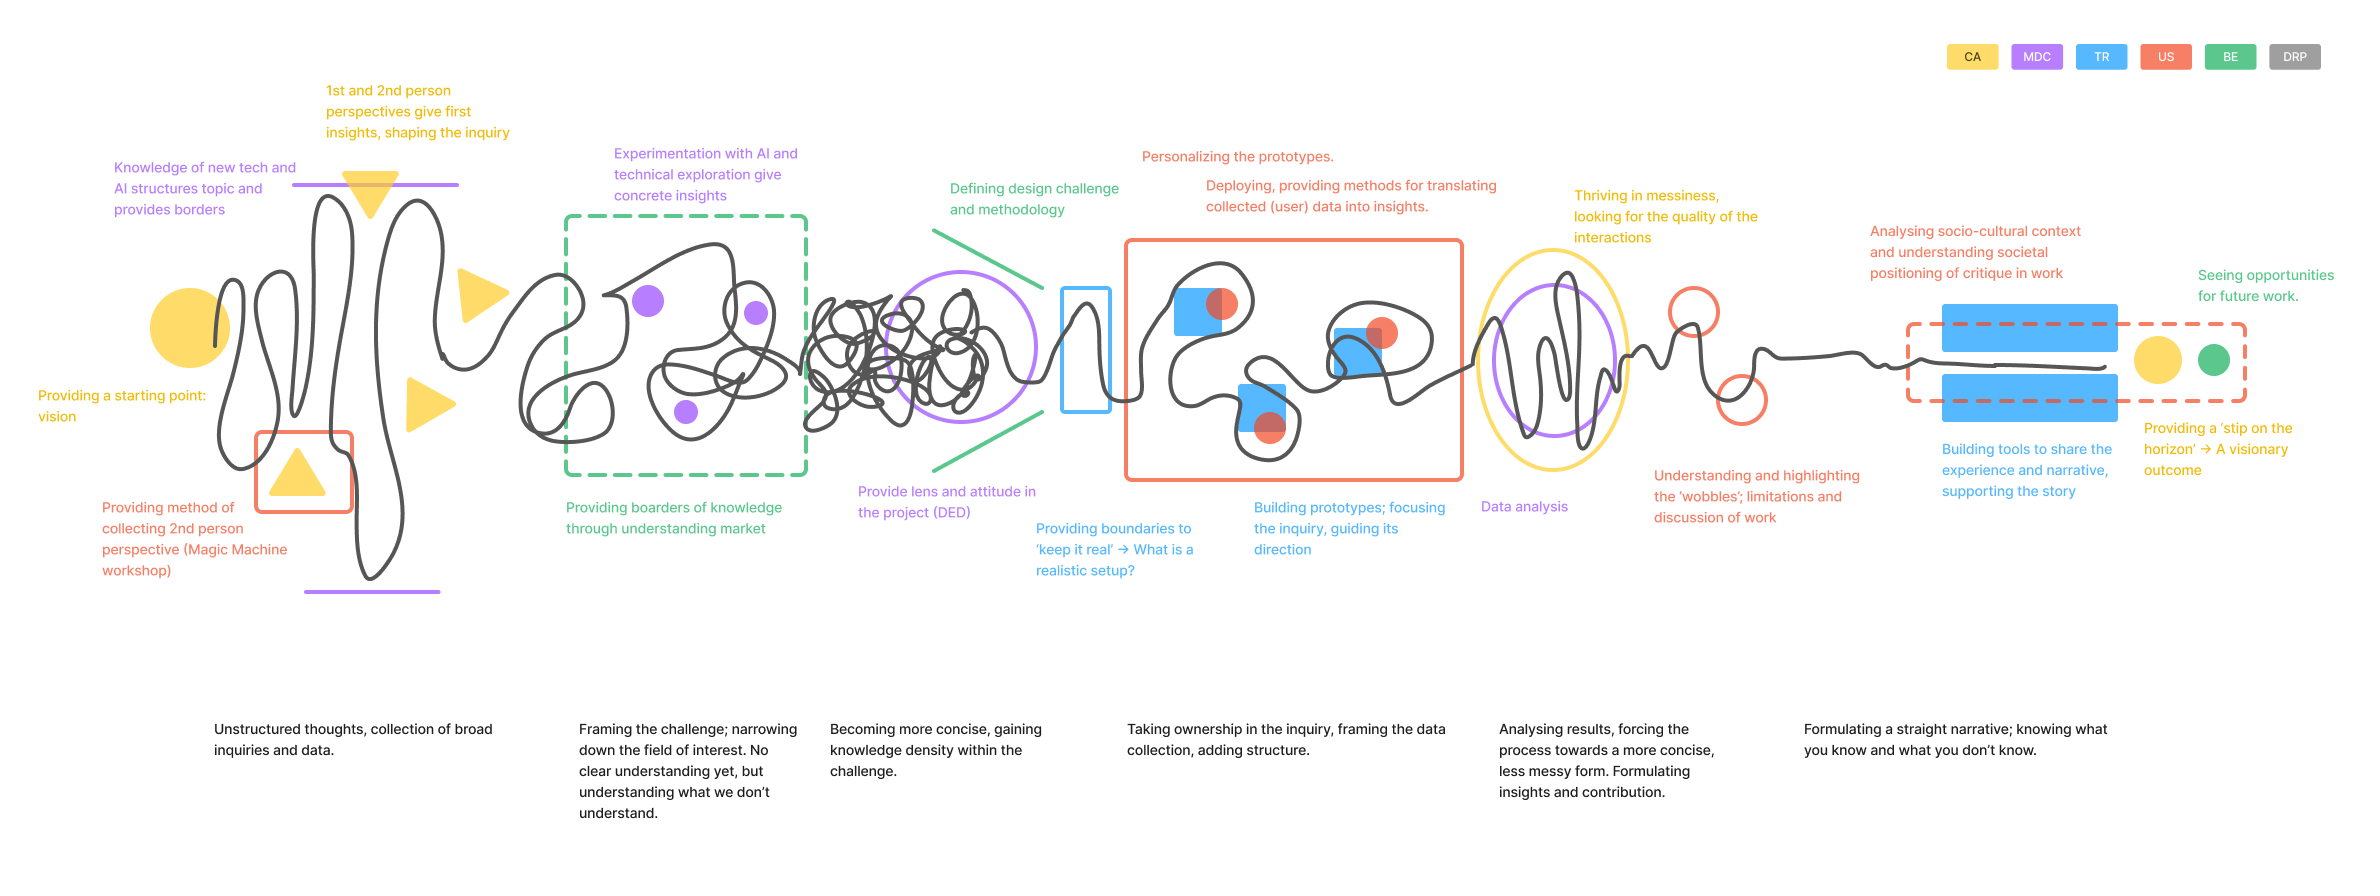 CA
MDC
TR
US
BE
DRP
1st and 2nd person
perspectives give first
insights, shaping the inquiry
Knowledge of new tech and
AI structures topic and
provides borders
Providing a starting point:
vision
Providing method of
collecting 2nd person
perspective (Magic Machine
workshop)
Experimentation with AI and
technical exploration give
concrete insights
Providing boarders of knowledge
through understanding market
Defining design challenge
and methodology
Provide lens and attitude in
the project (DED)
Providing boundaries to
‘keep it real’ → What is a
realistic setup?
Personalizing the prototypes.
Deploying, providing methods for translating
collected (user) data into insights.
Building prototypes; focusing
the inquiry, guiding its
direction
Thriving in messiness,
looking for the quality of the
interactions
Data analysis
Understanding and highlighting
the ‘wobbles’; limitations and
discussion of work
Analysing socio-cultural context
and understanding societal
positioning of critique in work
Seeing opportunities
for future work.
Building tools to share the
experience and narrative,
supporting the story
Providing a ‘stip on the
horizon’ → A visionary
outcome
Unstructured thoughts, collection of broad
inquiries and data.
Framing the challenge; narrowing
down the field of interest. No
clear understanding yet, but
understanding what we don’t
understand.
Becoming more concise, gaining
knowledge density within the
challenge.
Taking ownership in the inquiry, framing the data
collection, adding structure.
Analysing results, forcing the
process towards a more concise,
less messy form. Formulating
insights and contribution.
Formulating a straight narrative; knowing what
you know and what you don’t know.